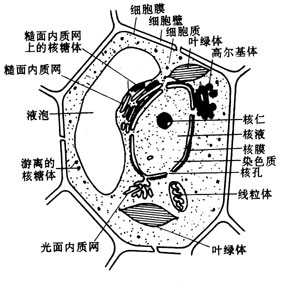 细胞膜
细胞壁
细胞质
叶绿体
高尔基体
糙面内质网
上的核糖体
糙面内质网
液泡
核仁
核液
核膜
染色质
核孔
游离的
核糖体
线粒体
光面内质网
叶绿体